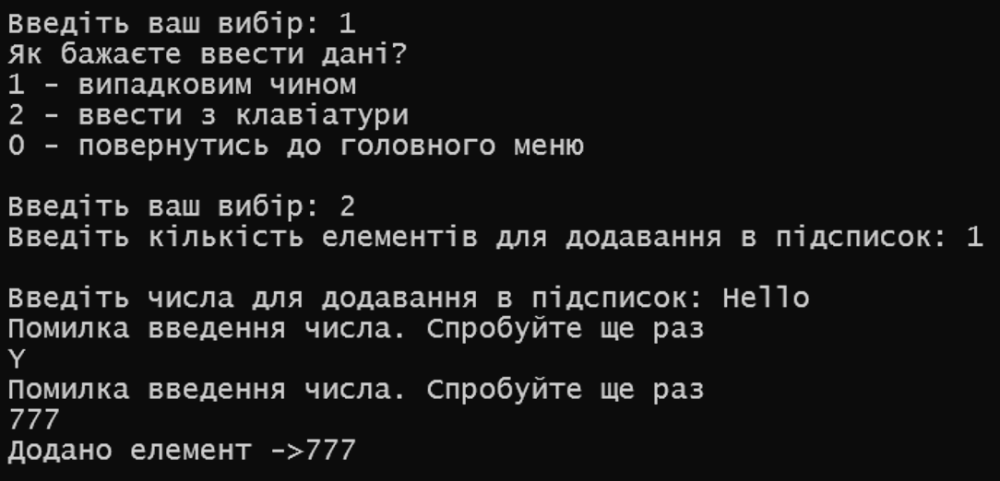 Введіть ваш вибір: 1
Як бажаєте ввести дані?
1 - випадковим чином
2 - ввести з клавіатури
0 - повернутись до головного меню
Введіть ваш вибір: 2
Введіть кількість елементів для додавання в підсписок: 1
Введіть числа для додавання в підсписок: Hello
Помилка введення числа. Спробуйте ще раз
Y
Помилка введення числа. Спробуйте ще раз
777
Додано елемент ->777